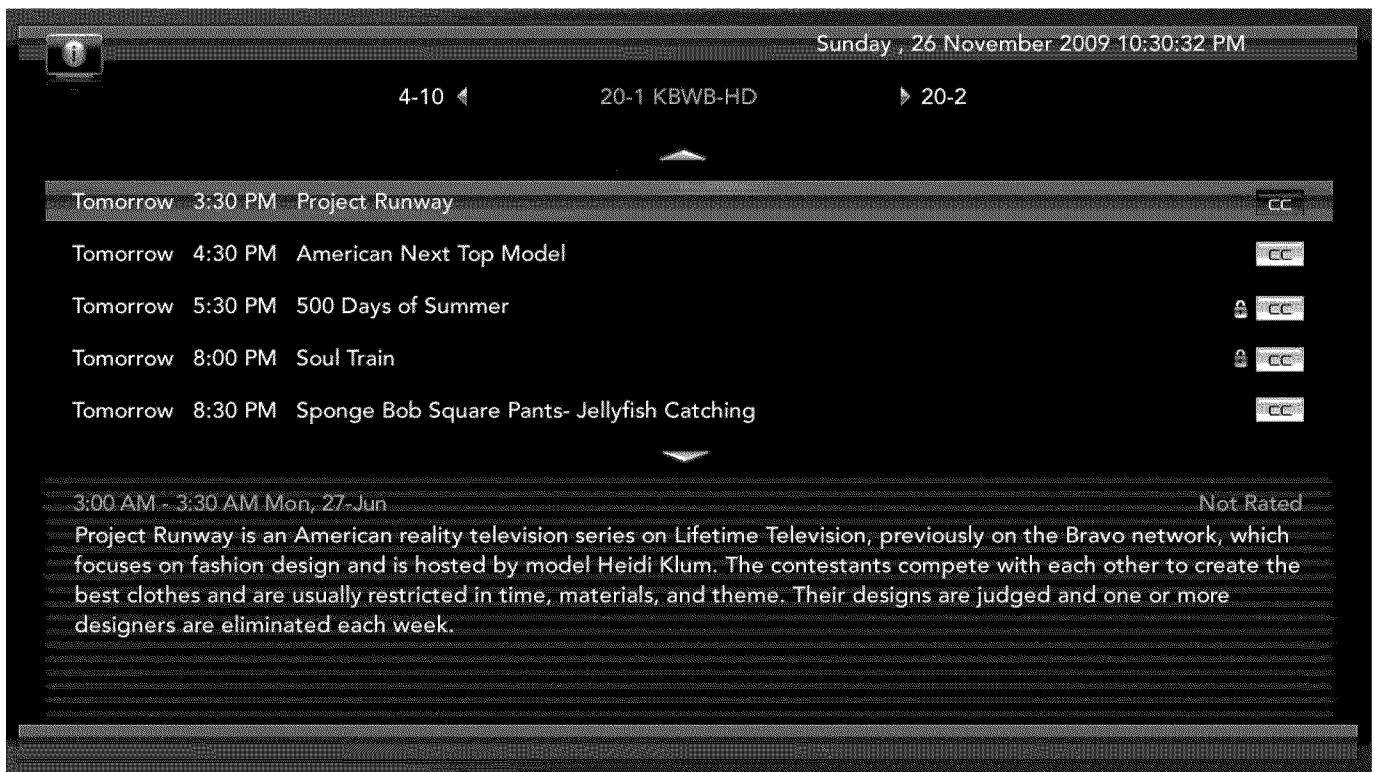 Sunday , 26 November 2009 10:30:32 PM
4-10 20-1 KBWB-HD 20-2
Tomorrow 3:30 PM Project Runway CC
Tomorrow 4:30 PM American Next Top Model CC
Tomorrow 5:30 PM 500 Days of Summer CC
Tomorrow 8:00 PM Soul Train CC
Tomorrow 8:30 PM Sponge Bob Square Pants- Jellyfish Catching CC
3:00 AM - 3:30 AM Mon, 27-Jun Not Rated
Project Runway is an American reality television series on Lifetime Television, previously on the Bravo network, which
focuses on fashion design and is hosted by model Heidi Klum. The contestants compete with each other to create the
best clothes and are usually restricted in time, materials, and theme. Their designs are judged and one or more
designers are eliminated each week.